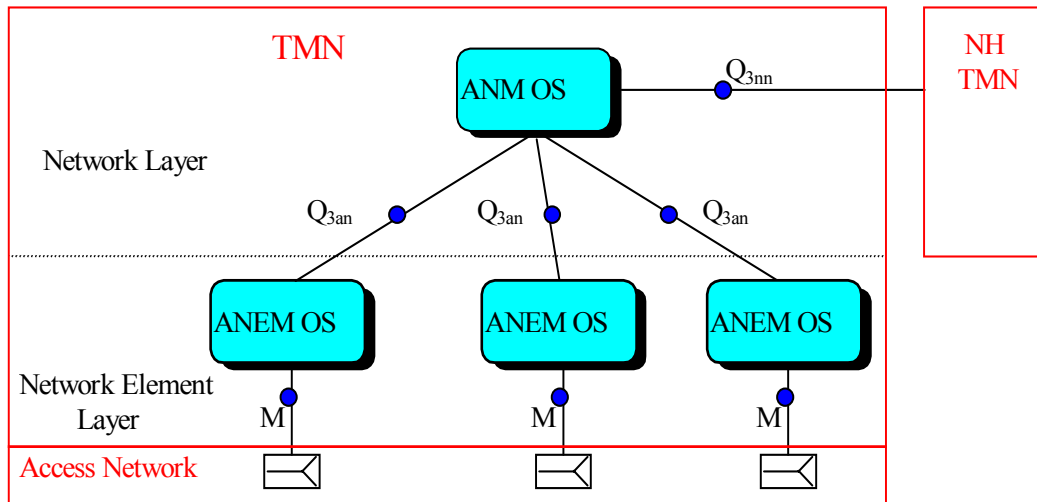 TMN
NH
TMN
ANM OS
Q3nn
Network Layer
Q3an
Q3an
Q3an
ANEM OS
ANEM OS
ANEM OS
Network Element
Layer
M
M
M
Access Network